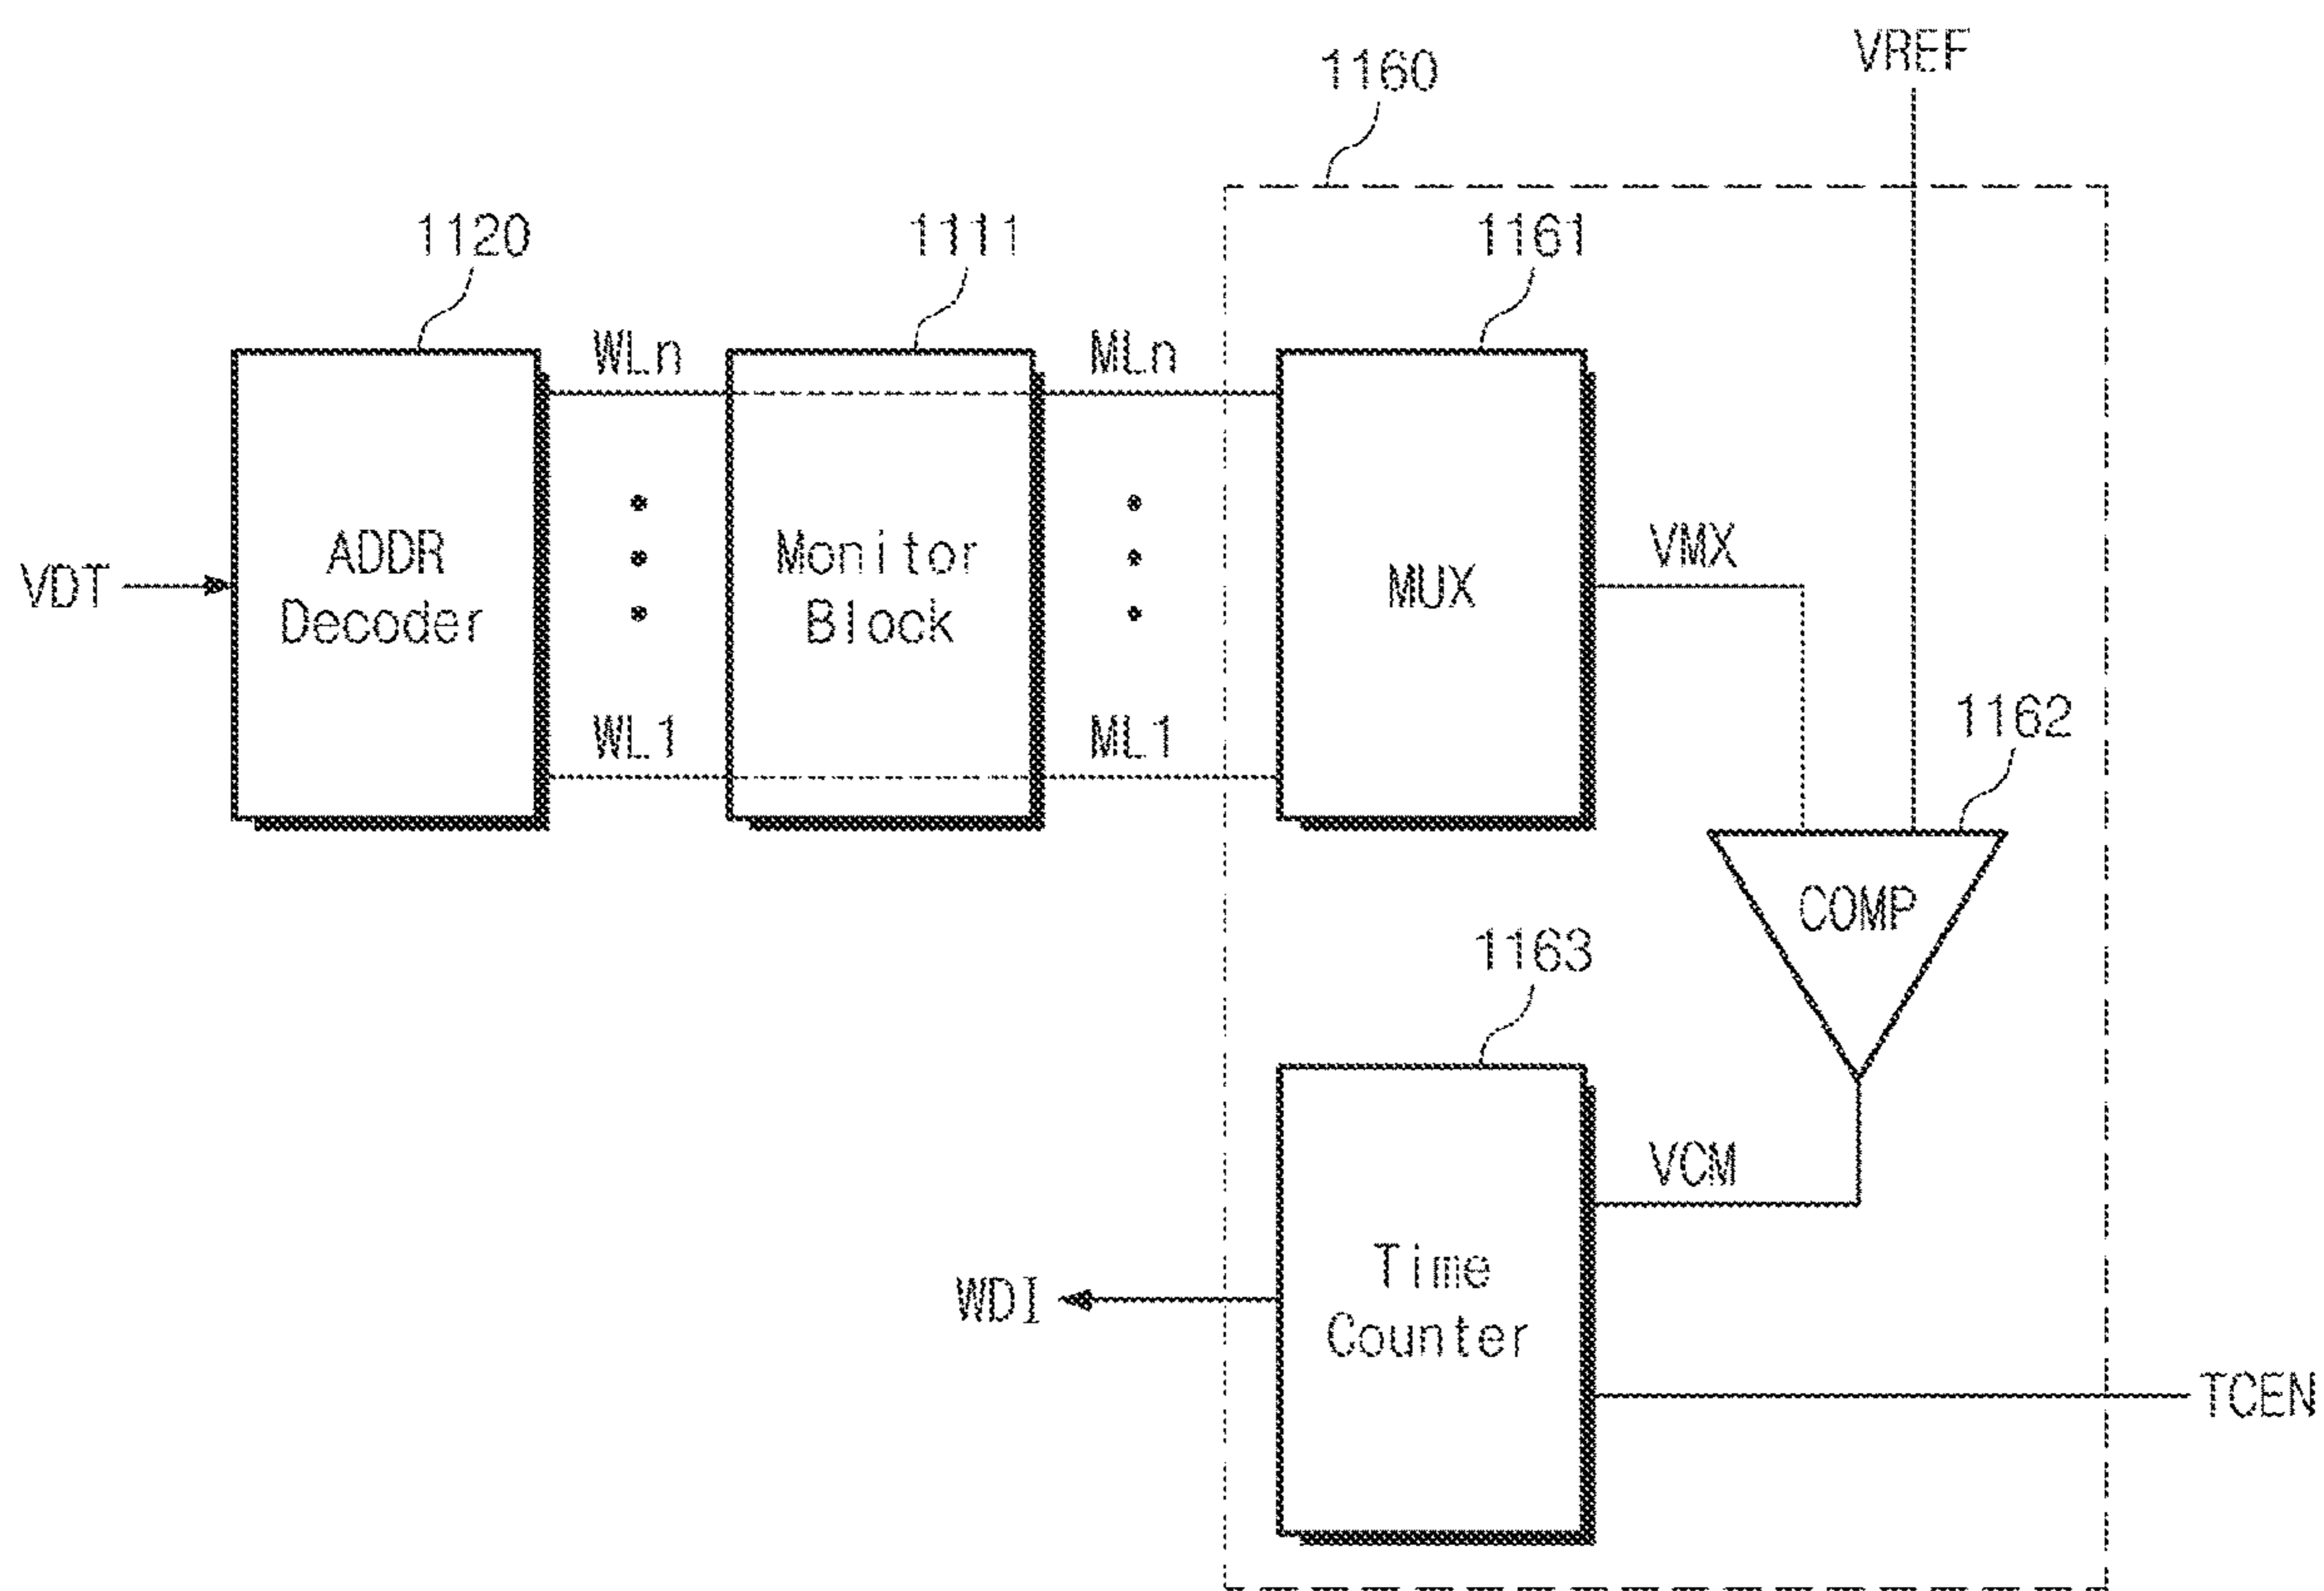 VREF
1160
1120
1111
1161
WLn
MLn
ADDR
Decoder
Monitor
Block
MUX
VMX
VDT
WL1
ML1
1162
COMP
1163
VCM
Time
Counter
WDI
TCEN